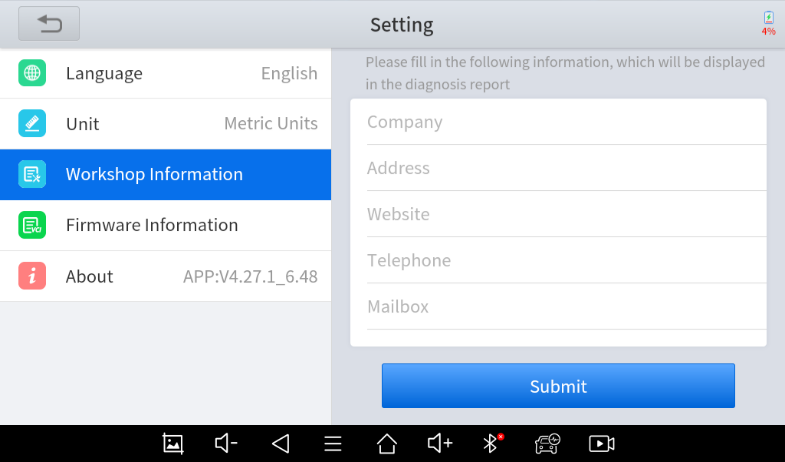 Setting
4%
Language English
Unit Metric Units
Workshop Information
Firmware Information
About APP:V4.27.1_6.48
Please fill in the following information, which will be displayed
in the diagnosis report
Company
Address
Website
Telephone
Mailbox
Submit